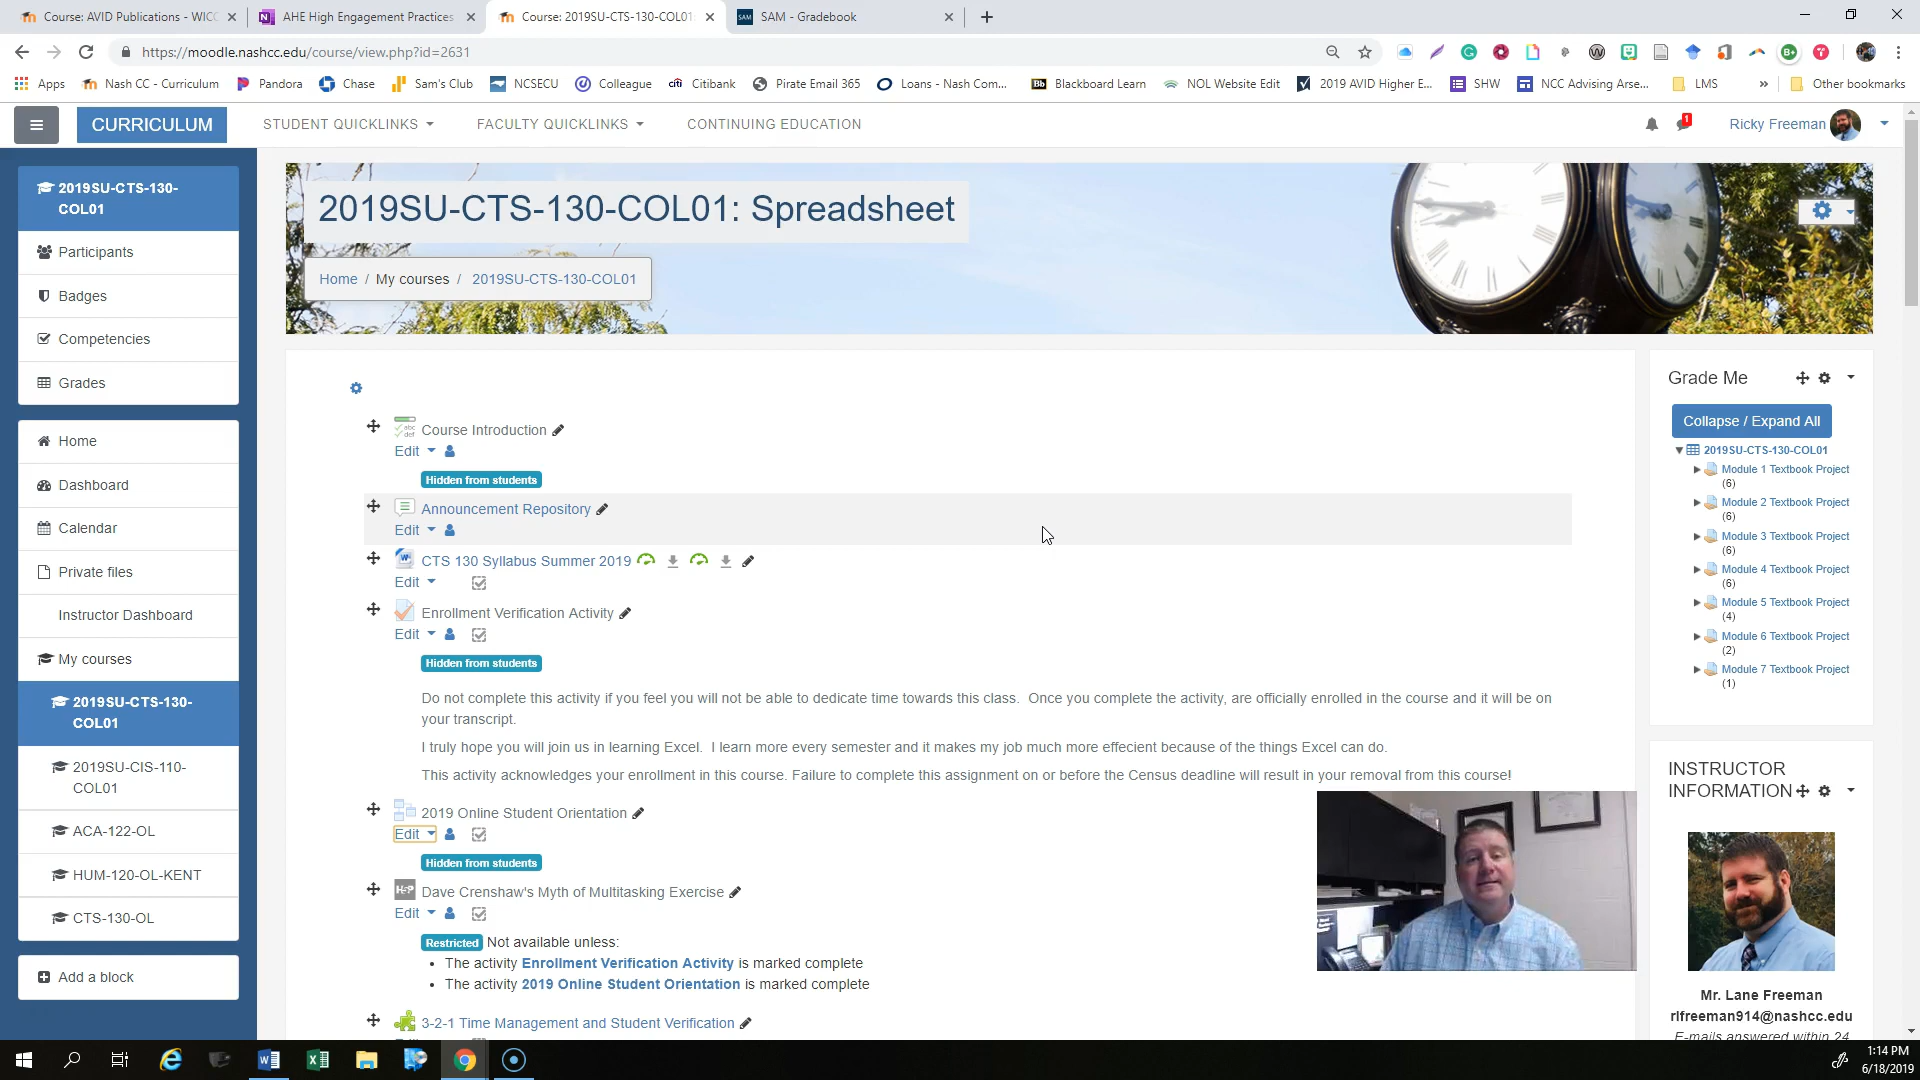 Course: AVID Publications - WICC
AHE High Engagement Practices
Course: 2019SU-CTS-130-COL01:
SAM - Gradebook
https://moodle.nashcc.edu/course/view.php?id=2631
Apps
Nash CC - Curriculum
Pandora
Chase
Sam's Club
NCSECU
Colleague
Citibank
Pirate Email 365
Loans - Nash Com...
Blackboard Learn
NOL Website Edit
2019 AVID Higher E...
SHW
NCC Advising Arse...
LMS
»
Other bookmarks
CURRICULUM
STUDENT QUICKLINKS
FACULTY QUICKLINKS
CONTINUING EDUCATION
1
Ricky Freeman
2019SU-CTS-130-
COL01
Participants
Badges
Competencies
Grades
Home
Dashboard
Calendar
Private files
Instructor Dashboard
My courses
2019SU-CTS-130-
COL01
2019SU-CIS-110-
COL01
ACA-122-OL
HUM-120-OL-KENT
CTS-130-OL
Add a block
2019SU-CTS-130-COL01: Spreadsheet
Home / My courses / 2019SU-CTS-130-COL01
Course Introduction
Edit
Hidden from students
Announcement Repository
Edit
CTS 130 Syllabus Summer 2019
Edit
Enrollment Verification Activity
Edit
Hidden from students
Do not complete this activity if you feel you will not be able to dedicate time towards this class. Once you complete the activity, are officially enrolled in the course and it will be on
your transcript.
I truly hope you will join us in learning Excel. I learn more every semester and it makes my job much more effecient because of the things Excel can do.
This activity acknowledges your enrollment in this course. Failure to complete this assignment on or before the Census deadline will result in your removal from this course!
2019 Online Student Orientation
Edit
Hidden from students
H5P
Dave Crenshaw's Myth of Multitasking Exercise
Edit
Restricted Not available unless:
• The activity Enrollment Verification Activity is marked complete
• The activity 2019 Online Student Orientation is marked complete
3-2-1 Time Management and Student Verification
Grade Me
Collapse / Expand All
2019SU-CTS-130-COL01
Module 1 Textbook Project
(6)
Module 2 Textbook Project
(6)
Module 3 Textbook Project
(6)
Module 4 Textbook Project
(6)
Module 5 Textbook Project
(4)
Module 6 Textbook Project
(2)
Module 7 Textbook Project
(1)
INSTRUCTOR
INFORMATION
Mr. Lane Freeman
rlfreeman914@nashcc.edu
E-mails answered within 24
1:14 PM
6/18/2019